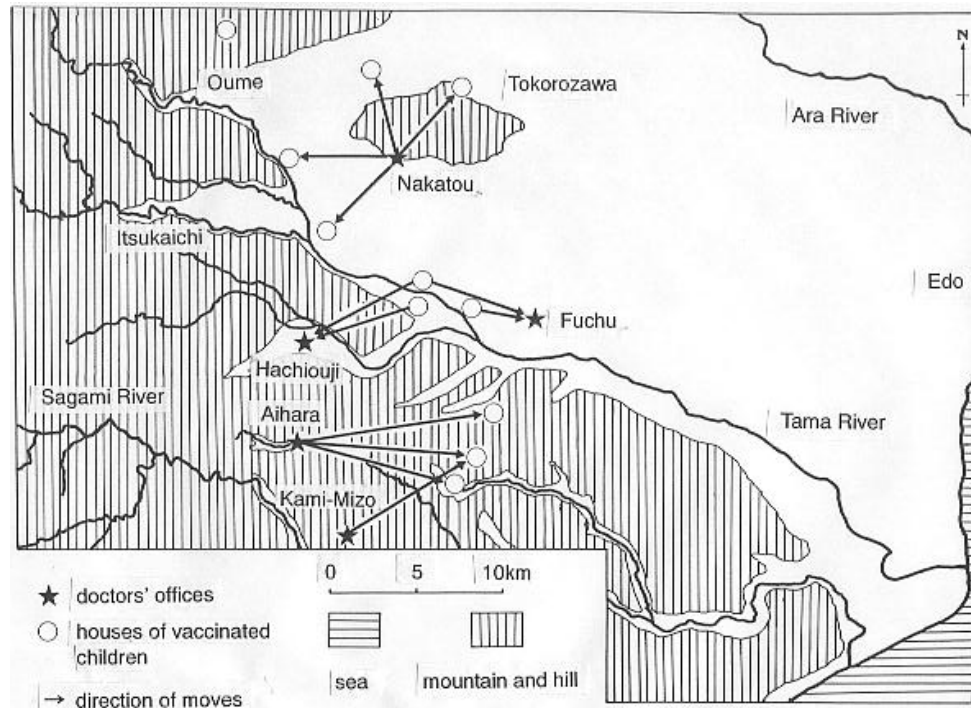 N
Oume
Tokorozawa
Ara River
Nakatou
Itsukaichi
Edo
Fuchu
Hachiouji
Sagami River
Aihara
Tama River
Kami-Mizo
0 5 10km
doctors' offices
houses of vaccinated
children
direction of moves
sea
mountain and hill